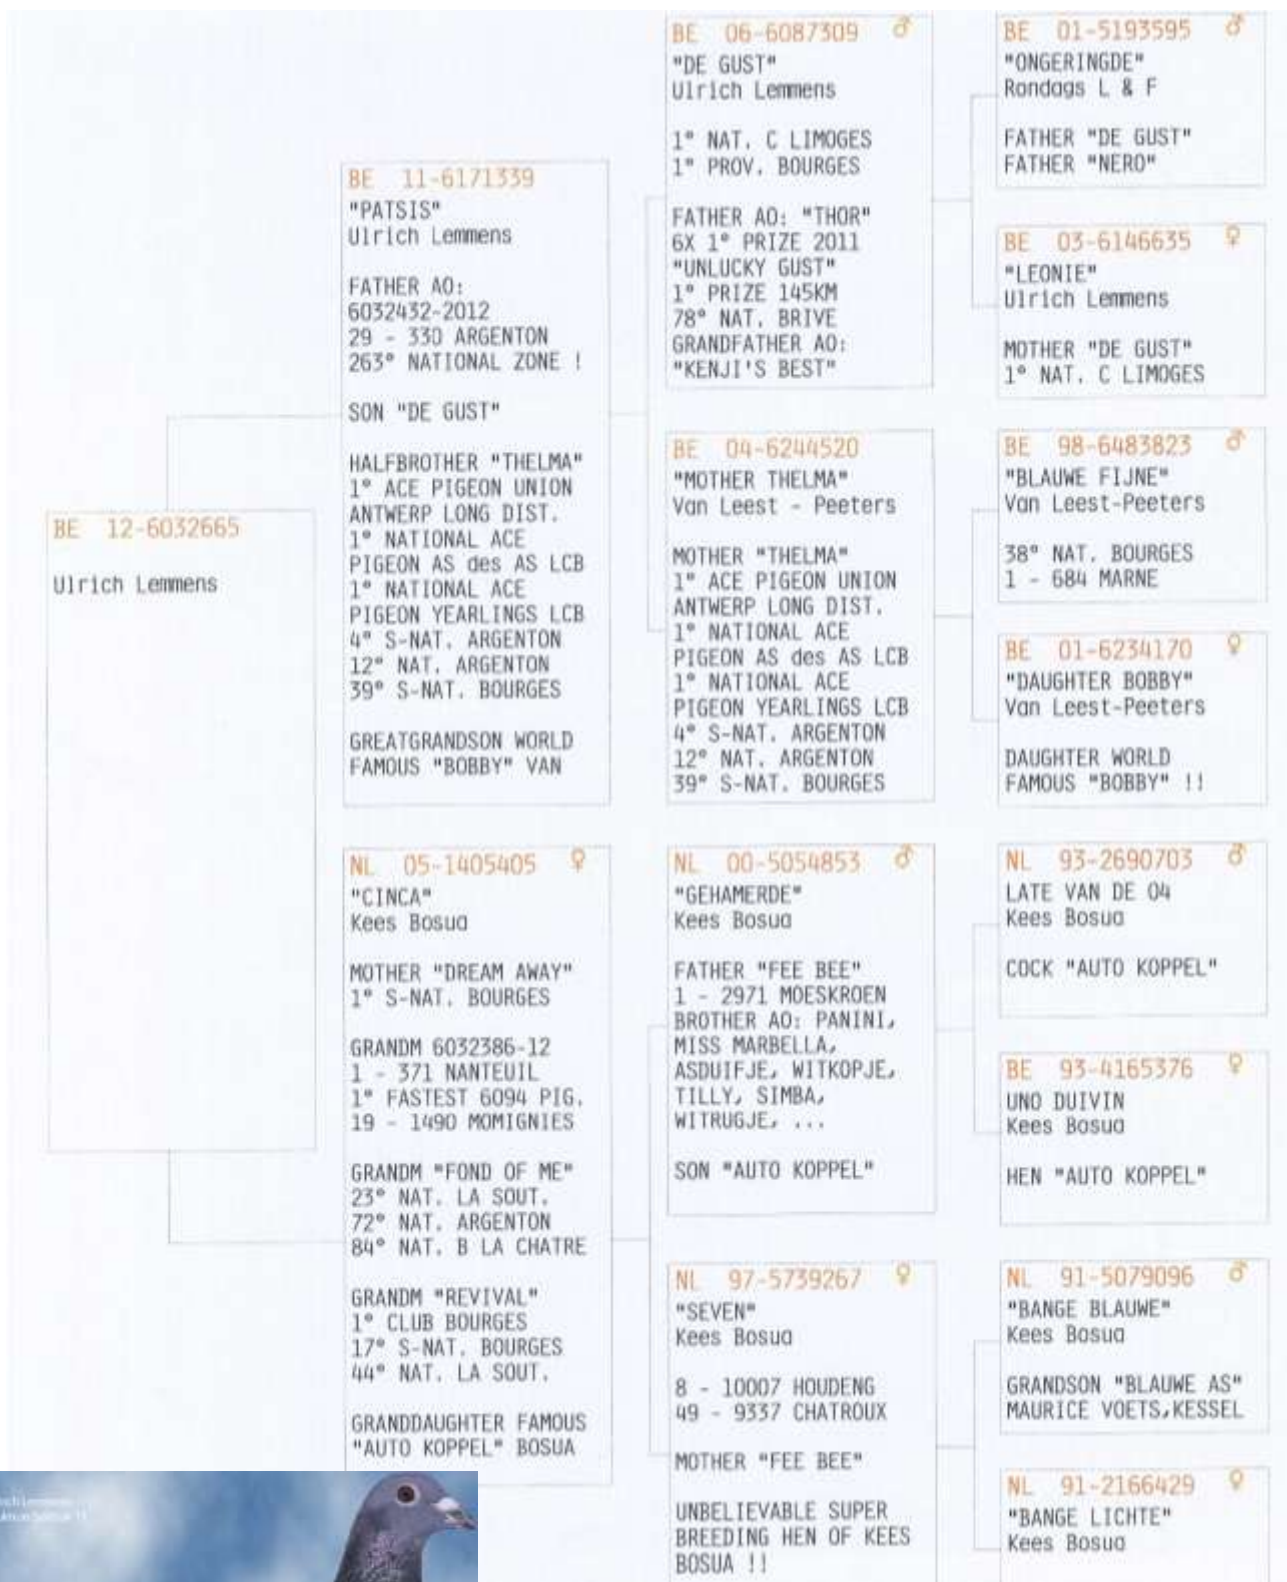 BE 12-6032665
Ulrich Lemmens
BE 11-6171339
"PATSIS"
Ulrich Lemmens
FATHER AO:
6032432-2012
29 - 330 ARGENTON
263° NATIONAL ZONE !
SON "DE GUST"
HALFBROTHER "THELMA"
1° ACE PIGEON UNION
ANTWERP LONG DIST.
1° NATIONAL ACE
PIGEON AS des AS LCB
1° NATIONAL ACE
PIGEON YEARLINGS LCB
4° S-NAT. ARGENTON
12° NAT. ARGENTON
39° S-NAT. BOURGES
GREATGRANDSON WORLD
FAMOUS "BOBBY" VAN
NL 05-1405405 ♀
"CINCA"
Kees Bosua
MOTHER "DREAM AWAY"
1° S-NAT. BOURGES
GRANDM 6032386-12
1 - 371 NANTEUIL
1° FASTEST 6094 PIG.
19 - 1490 MOMIGNIES
GRANDM "FOND OF ME"
23° NAT. LA SOUT.
72° NAT. ARGENTON
84° NAT. B LA CHATRE
GRANDM "REVIVAL"
1° CLUB BOURGES
17° S-NAT. BOURGES
44° NAT. LA SOUT.
GRANDDAUGHTER FAMOUS
"AUTO KOPPEL" BOSUA
BE 06-6087309 ♂
"DE GUST"
Ulrich Lemmens
1° NAT. C LIMOGES
1° PROV. BOURGES
FATHER AO: "THOR"
6X 1° PRIZE 2011
"UNLUCKY GUST"
1° PRIZE 145KM
78° NAT. BRIVE
GRANDFATHER AO:
"KENJI'S BEST"
BE 04-6244520
"MOTHER THELMA"
Van Leest - Peeters
MOTHER "THELMA"
1° ACE PIGEON UNION
ANTWERP LONG DIST.
1° NATIONAL ACE
PIGEON AS des AS LCB
1° NATIONAL ACE
PIGEON YEARLINGS LCB
4° S-NAT. ARGENTON
12° NAT. ARGENTON
39° S-NAT. BOURGES
NL 00-5054853 ♂
"GEHAMERDE"
Kees Bosua
FATHER "FEE BEE"
1 - 2971 MOESKROEN
BROTHER AO: PANINI,
MISS MARBELLA,
ASDUIFJE, WITKOPJE,
TILLY, SIMBA,
WITRUGJE, ...
SON "AUTO KOPPEL"
NL 97-5739267 ♀
"SEVEN"
Kees Bosua
8 - 10007 HOUDENG
49 - 9337 CHATROUX
MOTHER "FEE BEE"
UNBELIEVABLE SUPER
BREEDING HEN OF KEES
BOSUA !!
BE 01-5193595 ♂
"ONGERINGDE"
Rondags L & F
FATHER "DE GUST"
FATHER "NERO"
BE 03-6146635 ♀
"LEONIE"
Ulrich Lemmens
MOTHER "DE GUST"
1° NAT. C LIMOGES
BE 98-6483823 ♂
"BLAUWE FIJNE"
Van Leest-Peeters
38° NAT. BOURGES
1 - 684 MARNE
BE 01-6234170 ♀
"DAUGHTER BOBBY"
Van Leest-Peeters
DAUGHTER WORLD
FAMOUS "BOBBY" !!
NL 93-2690703 ♂
LATE VAN DE 04
Kees Bosua
COCK "AUTO KOPPEL"
BE 93-4165376 ♀
UNO DUIVIN
Kees Bosua
HEN "AUTO KOPPEL"
NL 91-5079096 ♂
"BANGE BLAUWE"
Kees Bosua
GRANDSON "BLAUWE AS"
MAURICE VOETS,KESSEL
NL 91-2166429 ♀
"BANGE LICHTE"
Kees Bosua